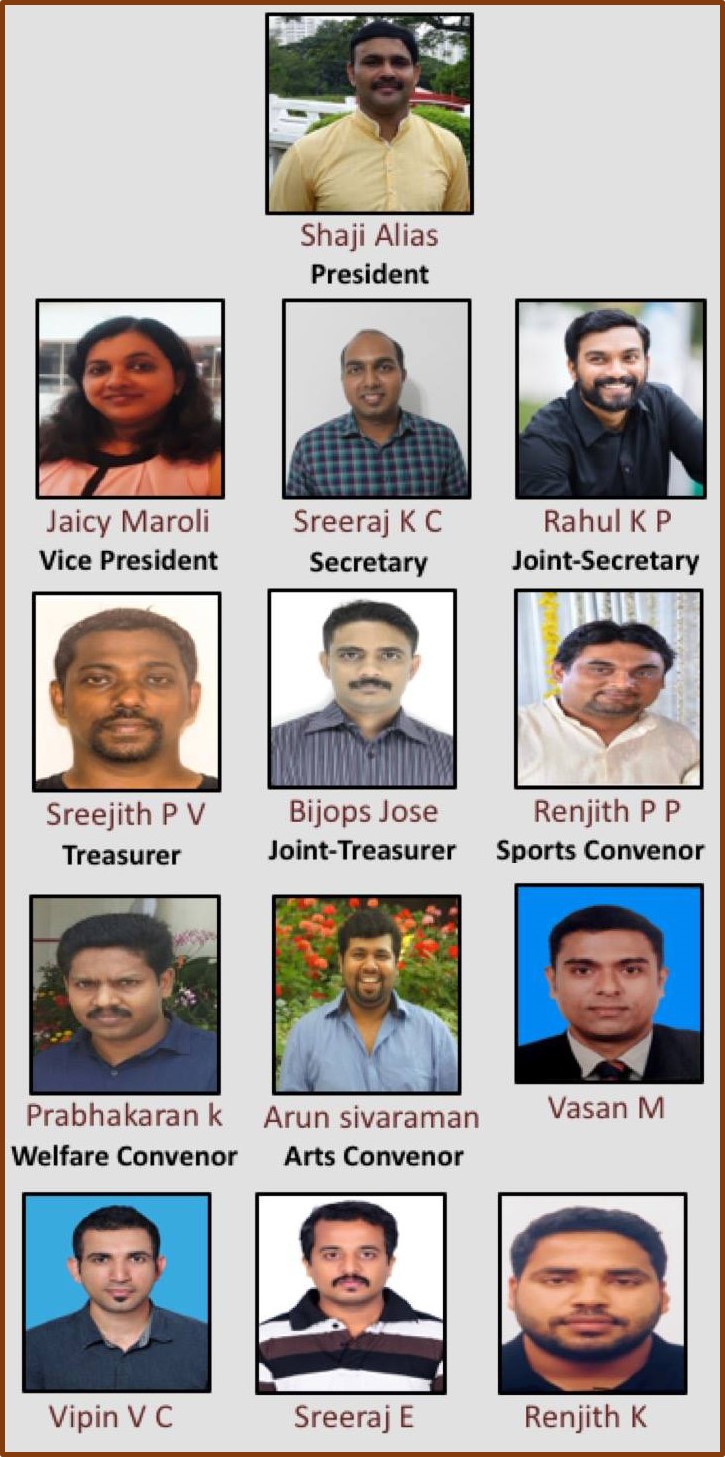 Shaji Alias
President
Jaicy Maroli
Vice President
Sreeraj K C
Secretary
Rahul K P
Joint-Secretary
Sreejith P V
Treasurer
Bijops Jose
Joint-Treasurer
Renjith P P
Sports Convenor
Prabhakaran k
Welfare Convenor
Arun sivaraman
Arts Convenor
Vasan M
Vipin V C
Sreeraj E
Renjith K